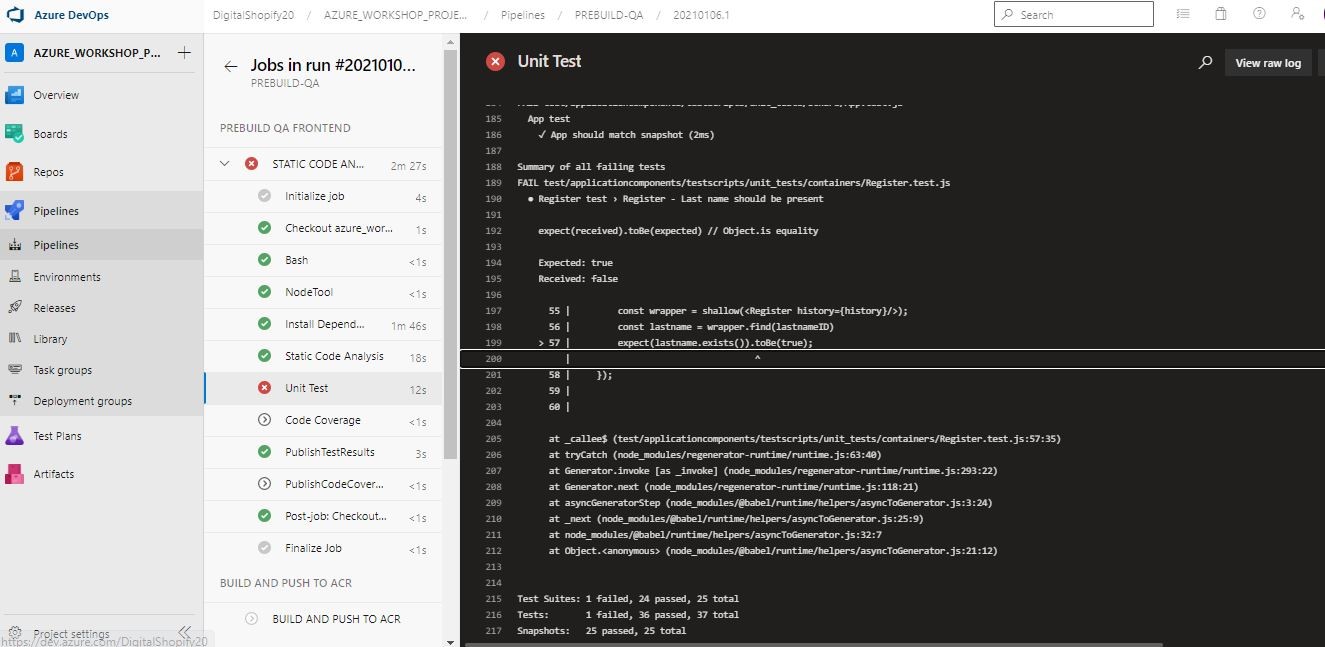 Azure DevOps
DigitalShopify20 / AZURE_WORKSHOP_PROJE... / Pipelines / PREBUILD-QA / 20210106.1
Search
A AZURE_WORKSHOP_P...
Overview
Boards
Repos
Pipelines
Pipelines
Environments
Releases
Library
Task groups
Deployment groups
Test Plans
Artifacts
Project settings
https://dev.azure.com/DigitalShopify20
Jobs in run #2021010...
PREBUILD-QA
PREBUILD QA FRONTEND
STATIC CODE AN... 2m 27s
Initialize job 4s
Checkout azure_wor... 1s
Bash <1s
NodeTool <1s
Install Depend... 1m 46s
Static Code Analysis 18s
Unit Test 12s
Code Coverage <1s
PublishTestResults 3s
PublishCodeCover... <1s
Post-job: Checkout... <1s
Finalize Job <1s
BUILD AND PUSH TO ACR
BUILD AND PUSH TO ACR
Unit Test
View raw log
185 App test
186 √ App should match snapshot (2ms)
187
188 Summary of all failing tests
189 FAIL test/applicationcomponents/testscripts/unit_tests/containers/Register.test.js
190 ● Register test › Register - Last name should be present
191
192 expect(received).toBe(expected) // Object.is equality
193
194 Expected: true
195 Received: false
196
197 55 | const wrapper = shallow(<Register history={history}/>);
198 56 | const lastname = wrapper.find(lastnameID)
199 > 57 | expect(lastname.exists()).toBe(true);
200 | ^
201 58 | });
202 59 |
203 60 |
204
205 at _callee$ (test/applicationcomponents/testscripts/unit_tests/containers/Register.test.js:57:35)
206 at tryCatch (node_modules/regenerator-runtime/runtime.js:63:40)
207 at Generator.invoke [as _invoke] (node_modules/regenerator-runtime/runtime.js:293:22)
208 at Generator.next (node_modules/regenerator-runtime/runtime.js:118:21)
209 at asyncGeneratorStep (node_modules/@babel/runtime/helpers/asyncToGenerator.js:3:24)
210 at _next (node_modules/@babel/runtime/helpers/asyncToGenerator.js:25:9)
211 at node_modules/@babel/runtime/helpers/asyncToGenerator.js:32:7
212 at Object.<anonymous> (node_modules/@babel/runtime/helpers/asyncToGenerator.js:21:12)
213
214
215 Test Suites: 1 failed, 24 passed, 25 total
216 Tests: 1 failed, 36 passed, 37 total
217 Snapshots: 25 passed, 25 total